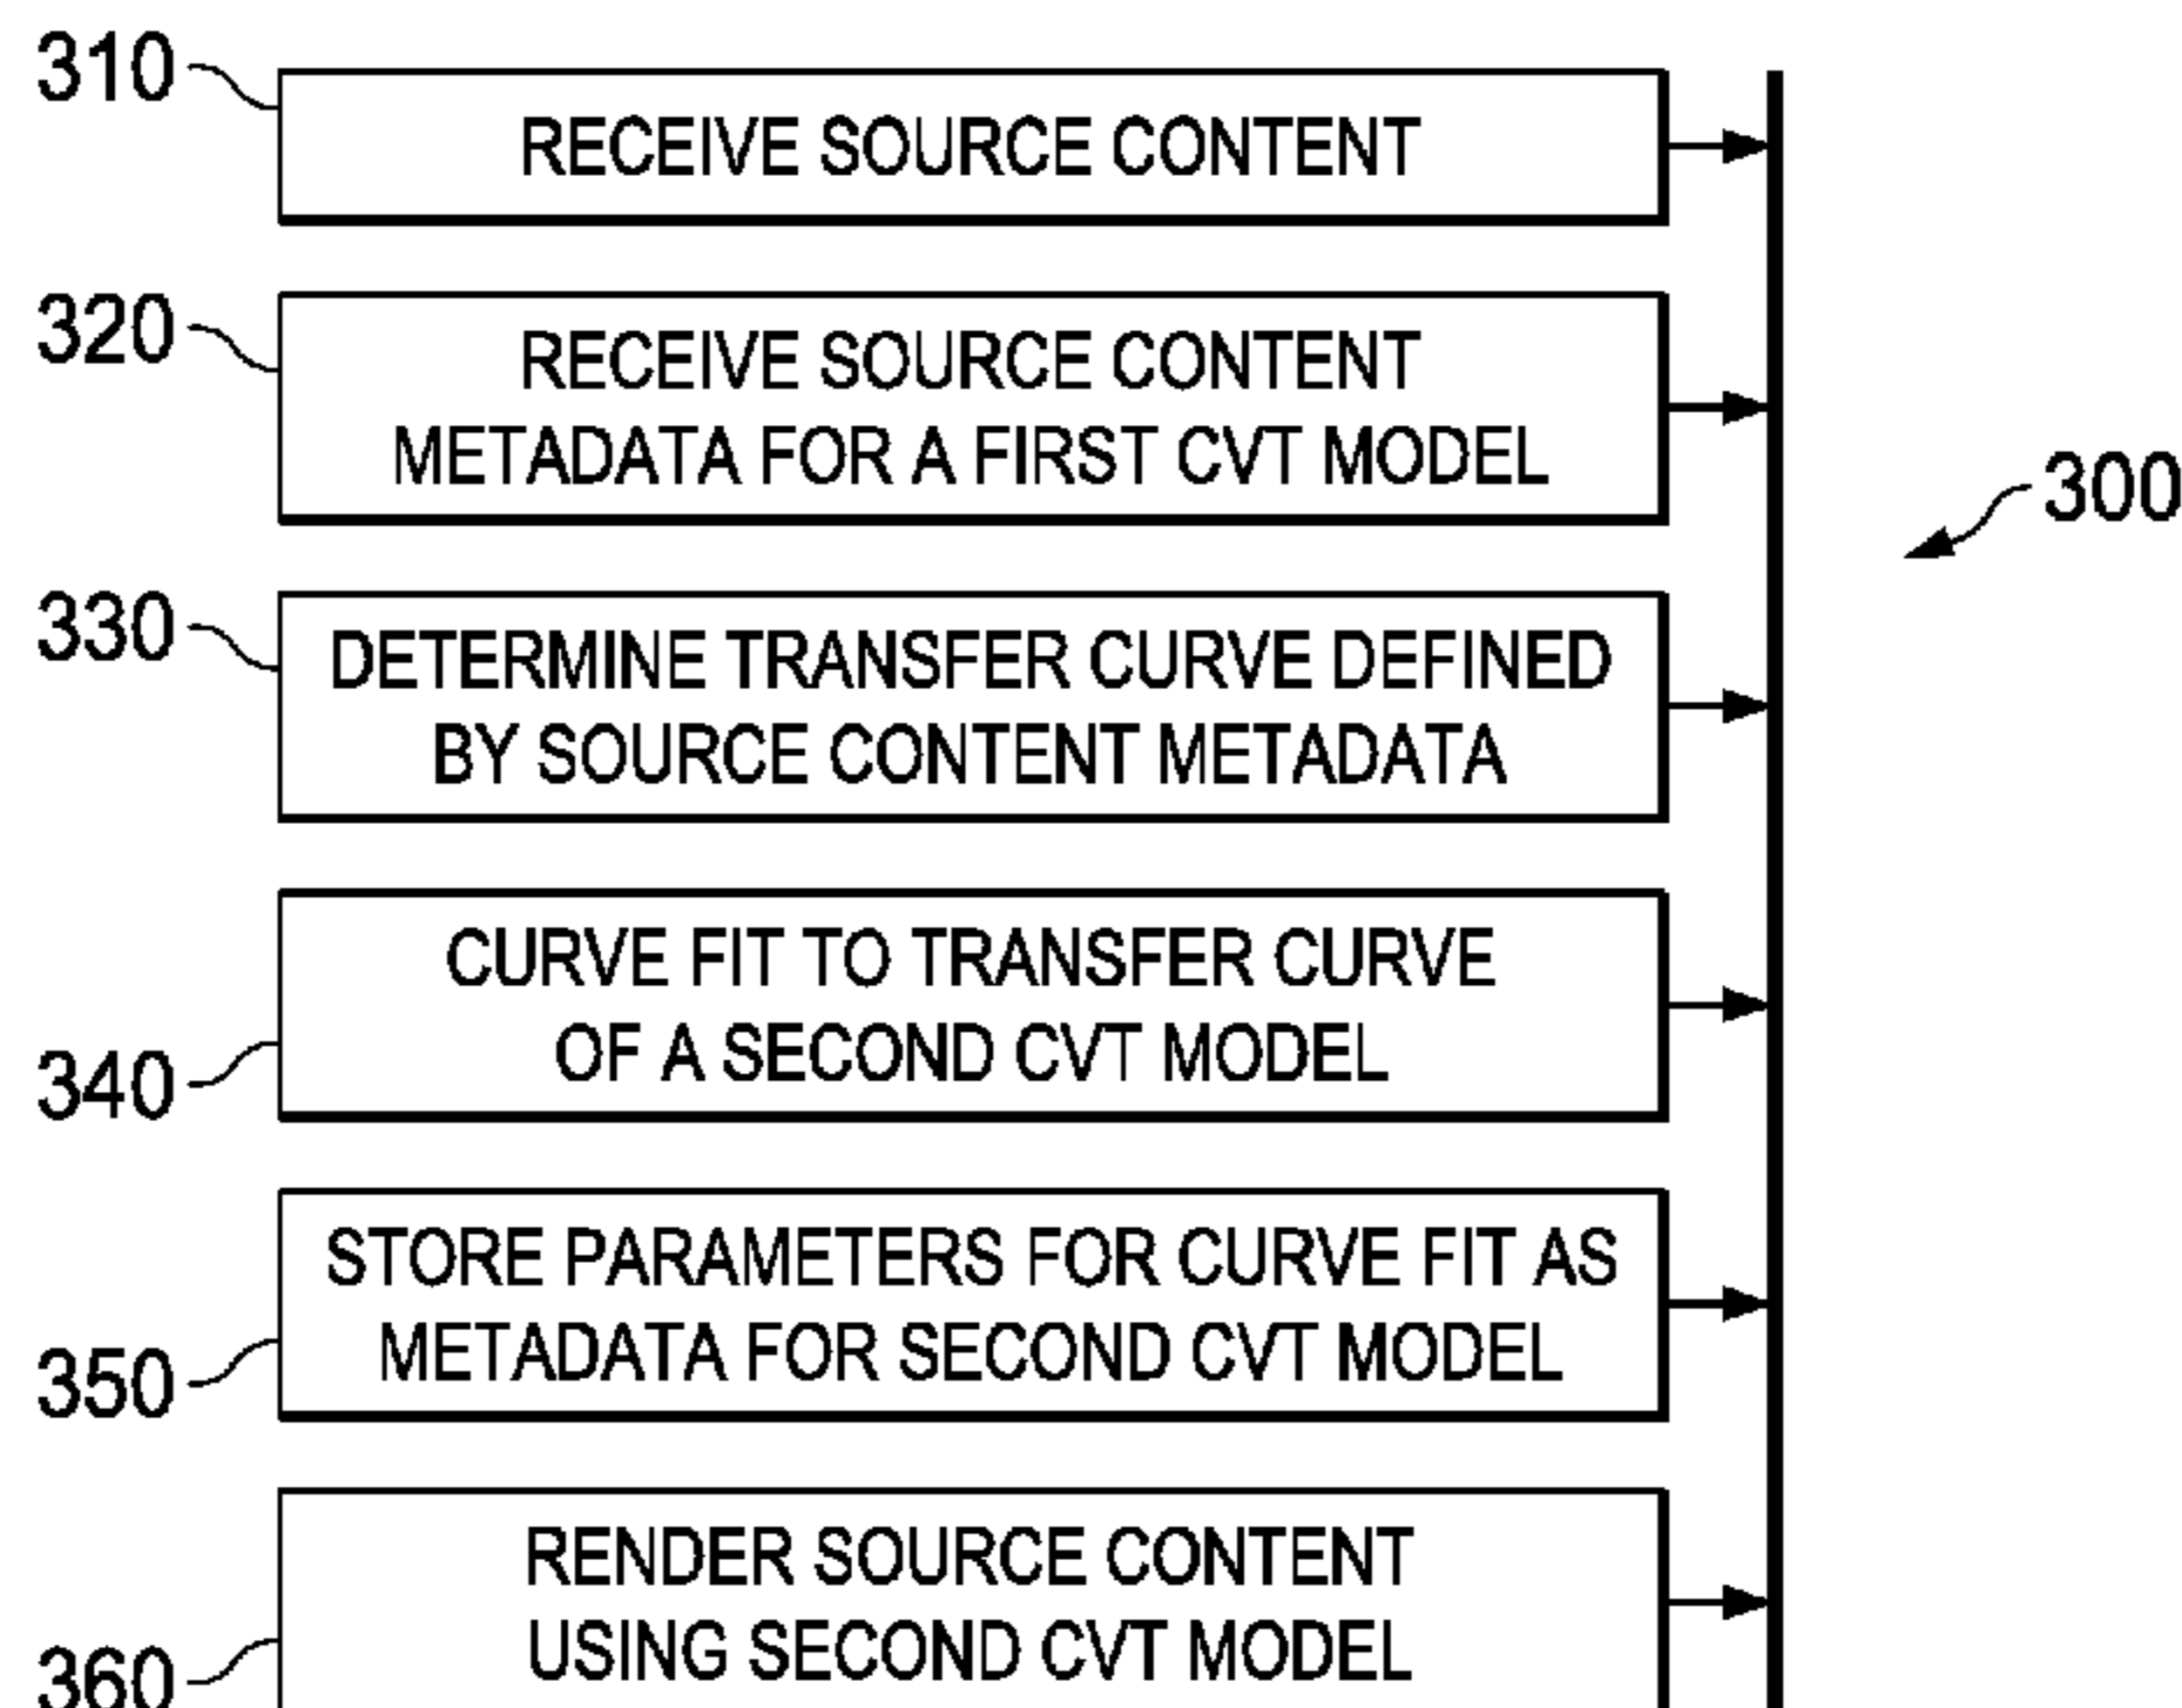 310
RECEIVE SOURCE CONTENT
320
RECEIVE SOURCE CONTENT
METADATA FOR A FIRST CVT MODEL
300
330
DETERMINE TRANSFER CURVE DEFINED
BY SOURCE CONTENT METADATA
CURVE FIT TO TRANSFER CURVE
OF A SECOND CVT MODEL
340
STORE PARAMETERS FOR CURVE FIT AS
METADATA FOR SECOND CVT MODEL
350
RENDER SOURCE CONTENT
USING SECOND CVT MODEL
360